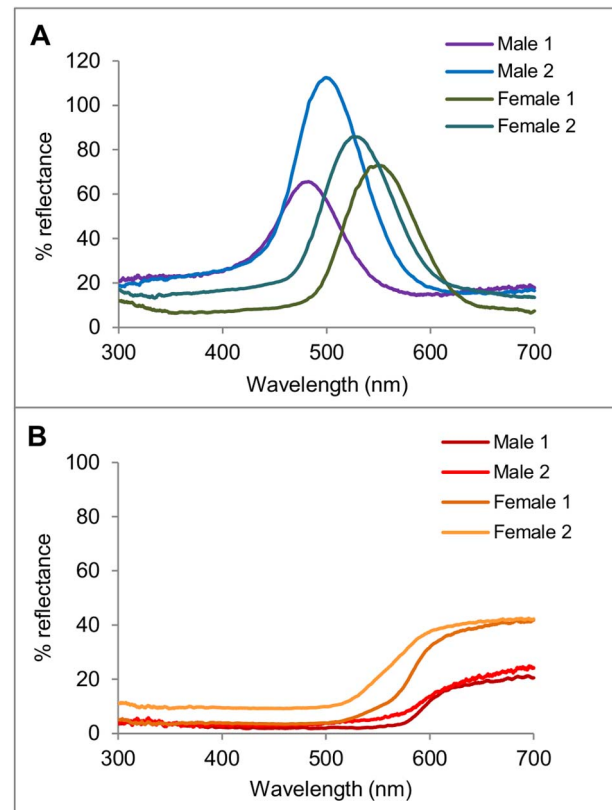 A
Male 1
Male 2
Female 1
Female 2
120
100
80
60
40
20
0
% reflectance
300 400 500 600 700
Wavelength (nm)
B
Male 1
Male 2
Female 1
Female 2
100
80
60
40
20
0
% reflectance
300 400 500 600 700
Wavelength (nm)